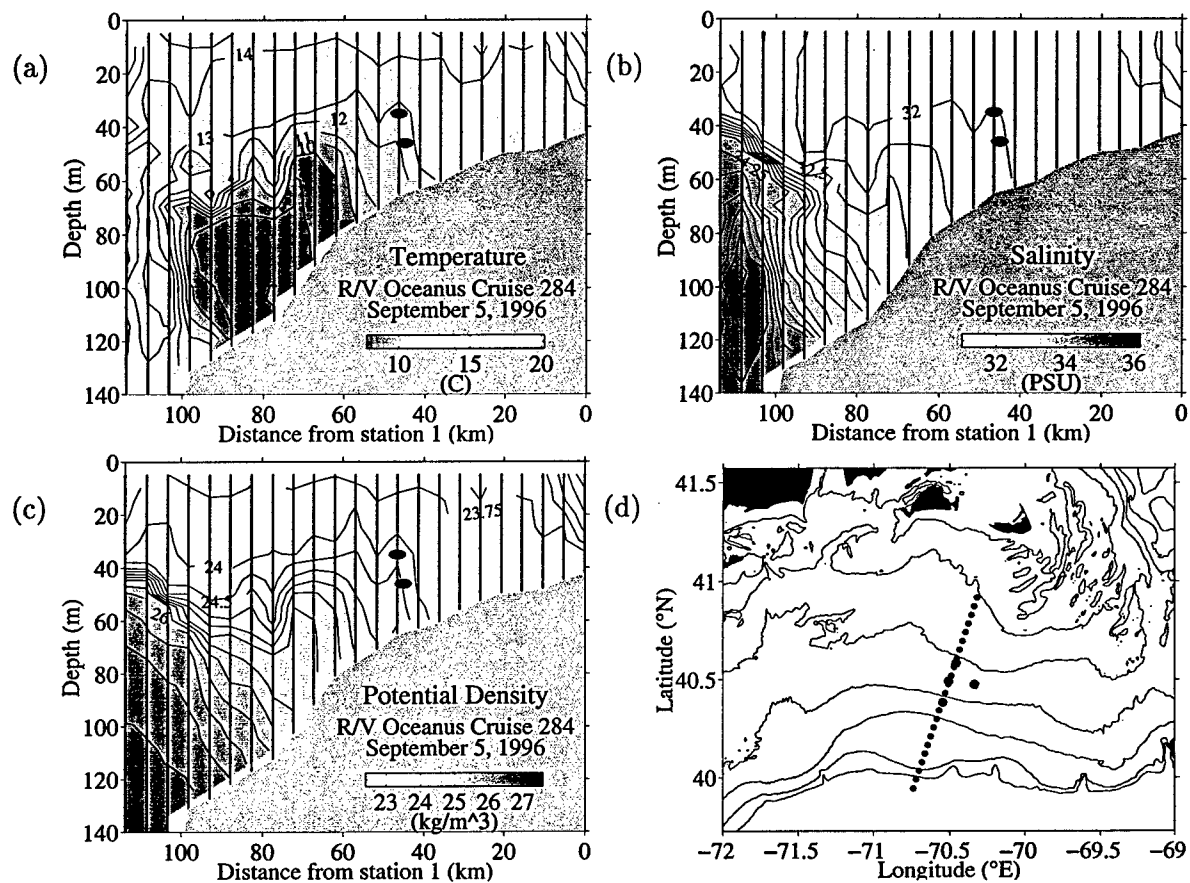 (a)
0
20
40
60
80
100
120
140
Depth (m)
14
13
12
11
10
Temperature
R/V Oceanus Cruise 284
September 5, 1996
10 15 20
(C)
100 80 60 40 20 0
Distance from station 1 (km)
(b)
0
20
40
60
80
100
120
140
Depth (m)
32
Salinity
R/V Oceanus Cruise 284
September 5, 1996
32 34 36
(PSU)
100 80 60 40 20 0
Distance from station 1 (km)
(c)
0
20
40
60
80
100
120
140
Depth (m)
23.75
24
24.5
26
Potential Density
R/V Oceanus Cruise 284
September 5, 1996
23 24 25 26 27
(kg/m^3)
100 80 60 40 20 0
Distance from station 1 (km)
(d)
41.5
41
40.5
40
Latitude (°N)
−72 −71.5 −71 −70.5 −70 −69.5 −69
Longitude (°E)